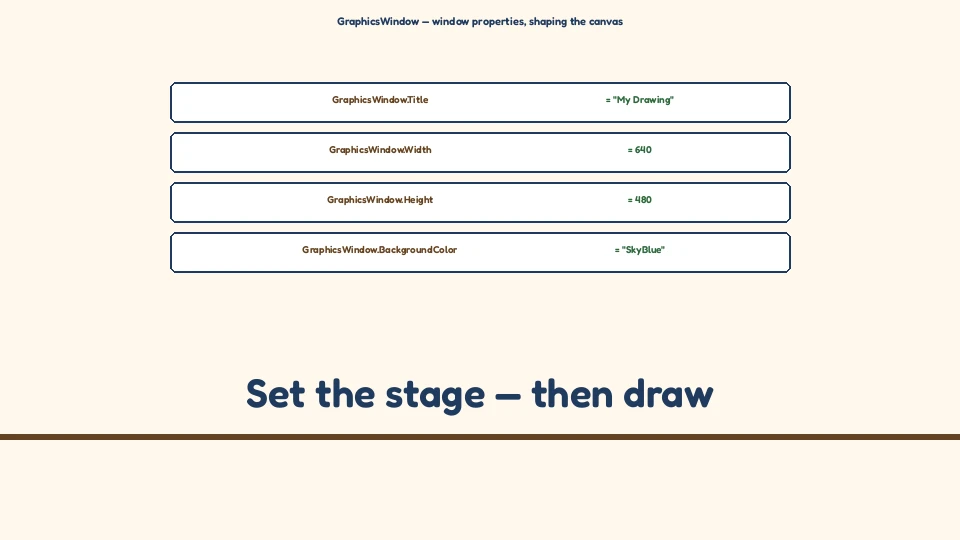 GraphicsWindow — window properties, shaping the canvas
GraphicsWindow.Title = "My Drawing"
GraphicsWindow.Width = 640
GraphicsWindow.Height = 480
GraphicsWindow.BackgroundColor = "SkyBlue"
Set the stage — then draw